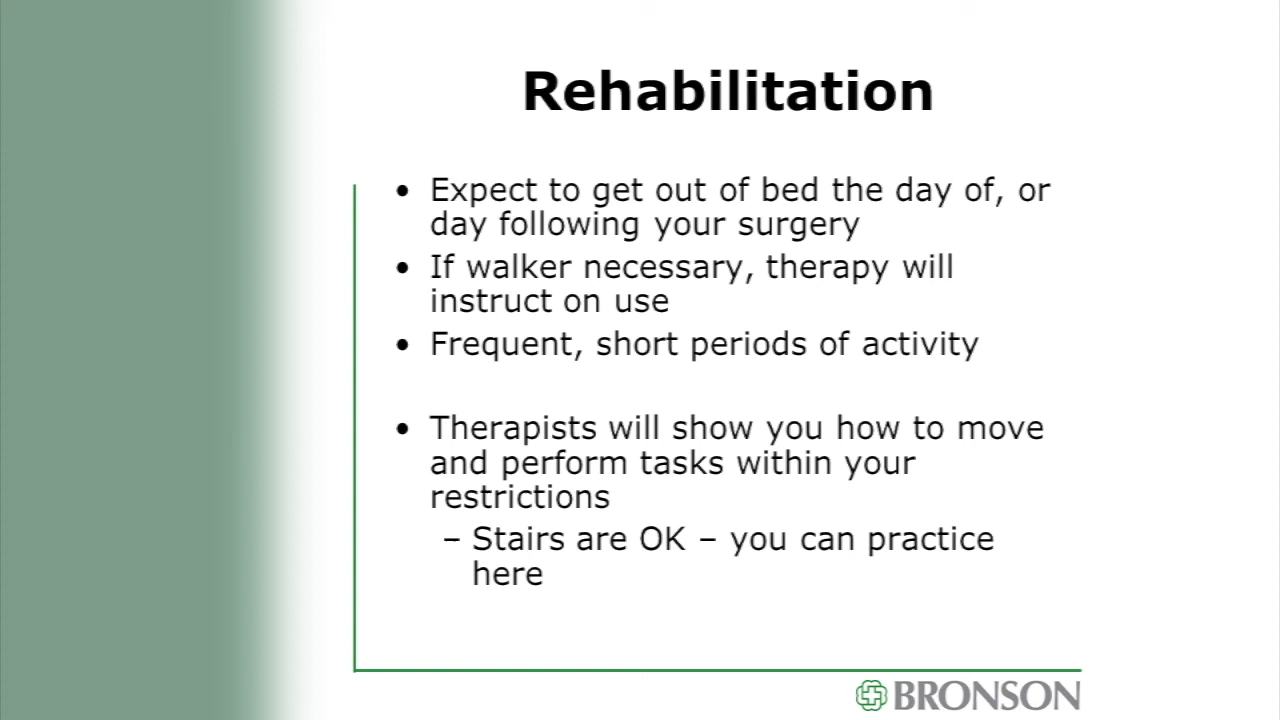 Rehabilitation
• Expect to get out of bed the day of, or
day following your surgery
• If walker necessary, therapy will
instruct on use
• Frequent, short periods of activity
• Therapists will show you how to move
and perform tasks within your
restrictions
– Stairs are OK – you can practice
here
BRONSON